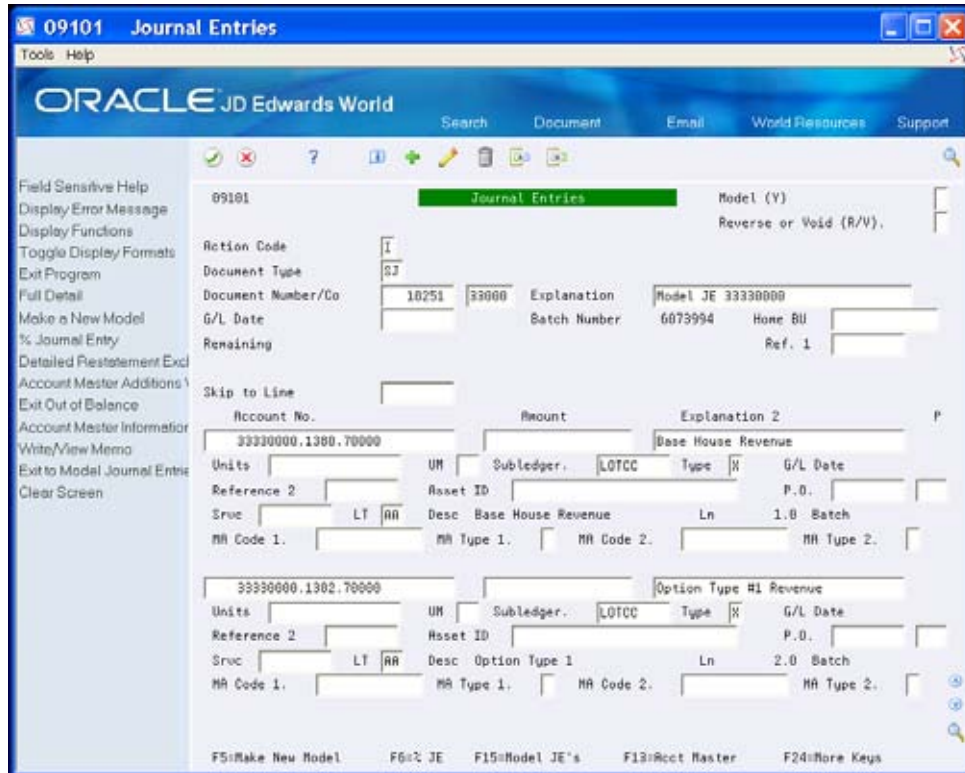 09101 Journal Entries
Tools Help
ORACLE JD Edwards World
Search Document Email World Resources Support
?
Field Sensitive Help
Display Error Message
Display Functions
Toggle Display Formats
Exit Program
Full Detail
Make a New Model
% Journal Entry
Detailed Restatement Excl
Account Master Additions
Exit Out of Balance
Account Master Information
Write/View Memo
Exit to Model Journal Entrie
Clear Screen
09101 Journal Entries Model (Y)
Reverse or Void (R/V).
Action Code I
Document Type SJ
Document Number/Co 10251 33000 Explanation Model JE 33330000
G/L Date Batch Number 6073994 Home BU
Remaining Ref. 1
Skip to Line
Account No. Amount Explanation 2 P
33330000.1380.70000 Base House Revenue
Units UM Subledger. LOTCC Type X G/L Date
Reference 2 Asset ID P.O.
Srvc LT AA Desc Base House Revenue Ln 1.0 Batch
MA Code 1. MA Type 1. MA Code 2. MA Type 2.
33330000.1382.70000 Option Type #1 Revenue
Units UM Subledger. LOTCC Type X G/L Date
Reference 2 Asset ID P.O.
Srvc LT AA Desc Option Type 1 Ln 2.0 Batch
MA Code 1. MA Type 1. MA Code 2. MA Type 2.
F5=Make New Model F6=% JE F15=Model JE's F13=Acct Master F24=More Keys